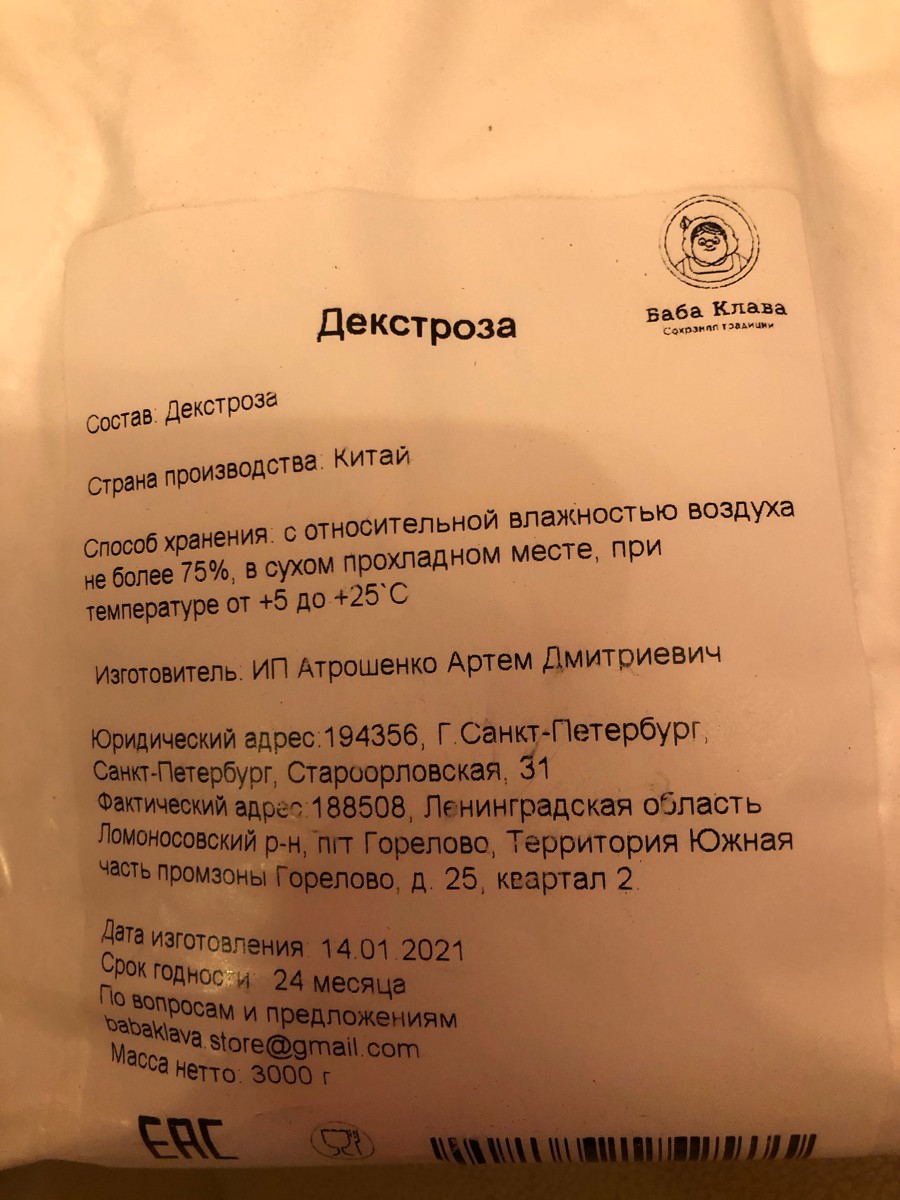 Баба Клава
Сохраняя традиции
Декстроза
Состав: Декстроза
Страна производства: Китай
Способ хранения: с относительной влажностью воздуха
не более 75%, в сухом прохладном месте, при
температуре от +5 до +25`С
Изготовитель: ИП Атрошенко Артем Дмитриевич
Юридический адрес:194356, Г.Санкт-Петербург,
Санкт-Петербург, Староорловская, 31
Фактический адрес:188508, Ленинградская область
Ломоносовский р-н, пгт Горелово, Территория Южная
часть промзоны Горелово, д. 25, квартал 2.
Дата изготовления: 14.01.2021
Срок годности: 24 месяца
По вопросам и предложениям
babaklava.store@gmail.com
Масса нетто: 3000 г
EAC